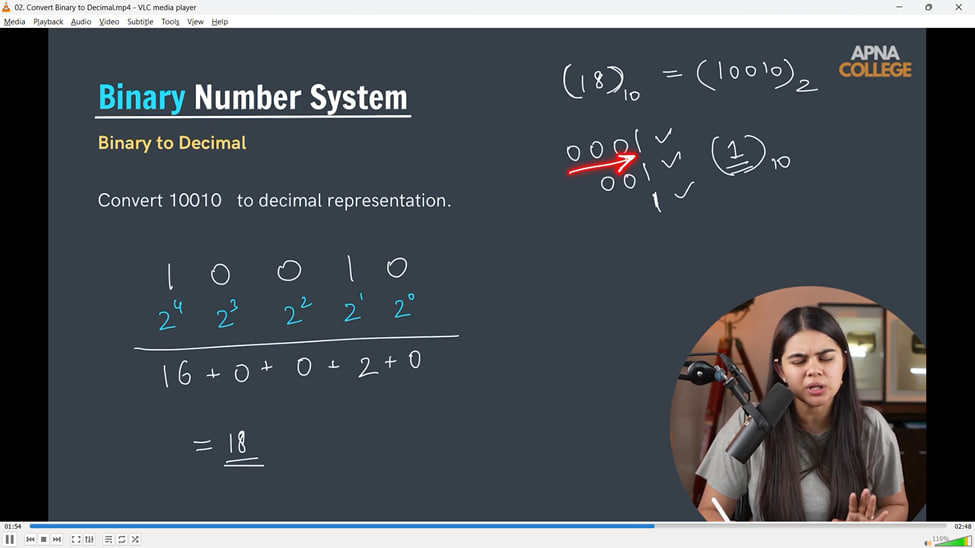 02. Convert Binary to Decimal.mp4 - VLC media player
Media Playback Audio Video Subtitle Tools View Help
APNA
COLLEGE
(18)10 = (10010)2
Binary Number System
Binary to Decimal
0001 ✓
001 ✓
1 ✓
(1)10
Convert 10010 to decimal representation.
1 0 0 1 0
2^4 2^3 2^2 2^1 2^0
16 + 0 + 0 + 2 + 0
= 18
01:54
02:48
110%